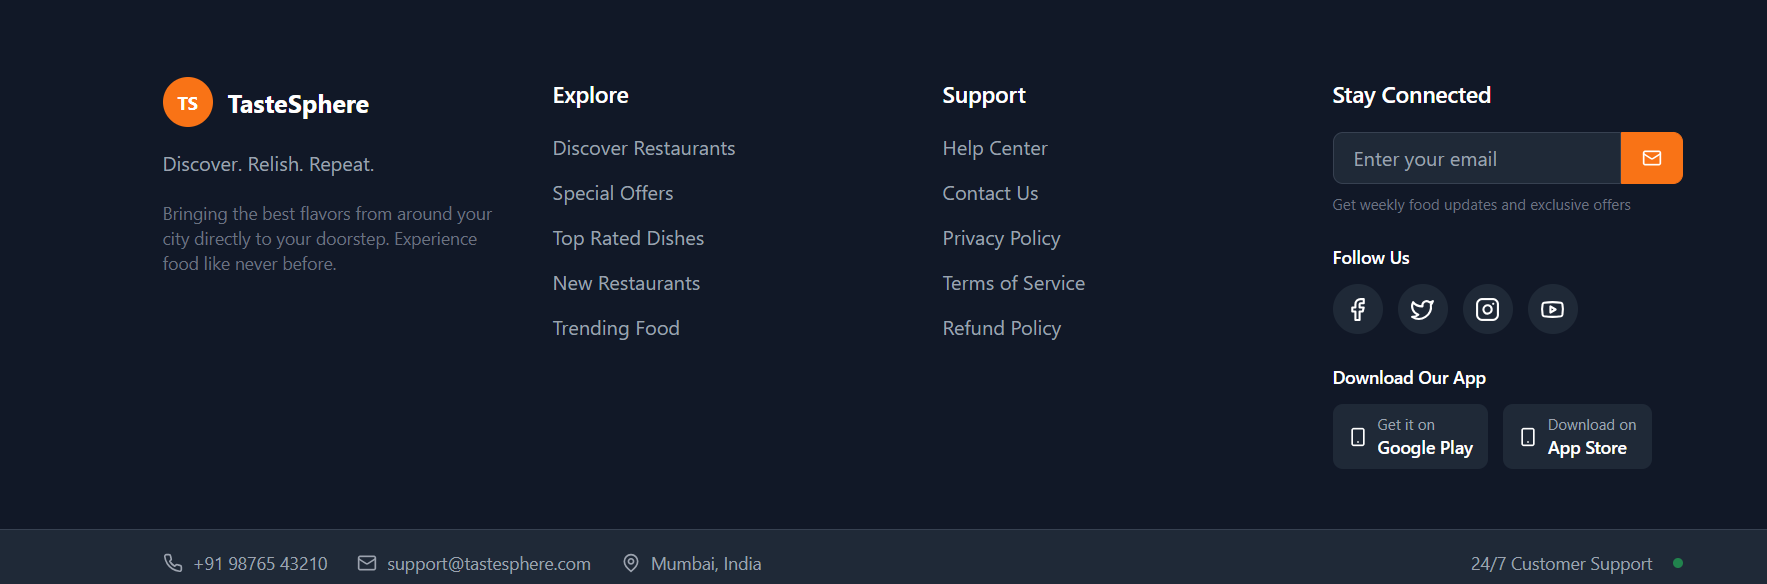 TS
TasteSphere
Discover. Relish. Repeat.
Bringing the best flavors from around your
city directly to your doorstep. Experience
food like never before.
Explore
Discover Restaurants
Special Offers
Top Rated Dishes
New Restaurants
Trending Food
Support
Help Center
Contact Us
Privacy Policy
Terms of Service
Refund Policy
Stay Connected
Enter your email
Get weekly food updates and exclusive offers
Follow Us
Download Our App
Get it on
Google Play
Download on
App Store
+91 98765 43210
support@tastesphere.com
Mumbai, India
24/7 Customer Support